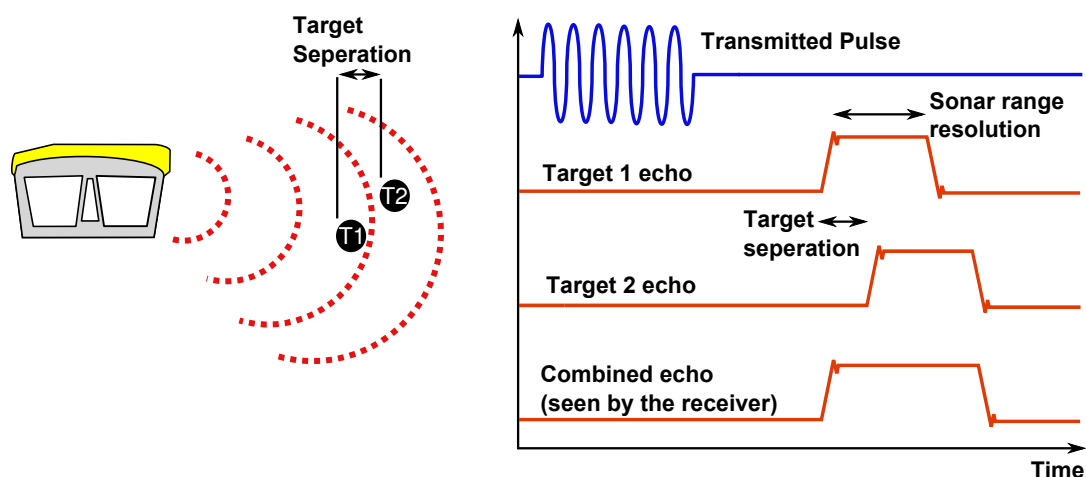 Target
Seperation
T1
T2
Transmitted Pulse
Sonar range
resolution
Target 1 echo
Target
seperation
Target 2 echo
Combined echo
(seen by the receiver)
Time